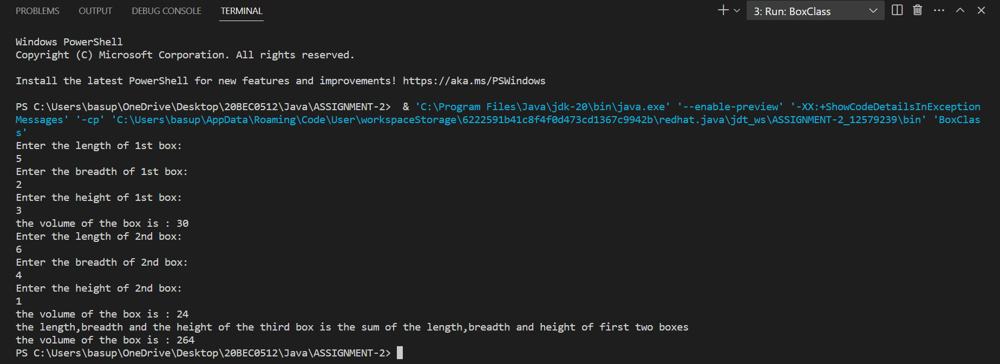 PROBLEMS OUTPUT DEBUG CONSOLE TERMINAL 3: Run: BoxClass
Windows PowerShell
Copyright (C) Microsoft Corporation. All rights reserved.
Install the latest PowerShell for new features and improvements! https://aka.ms/PSWindows
PS C:\Users\basup\OneDrive\Desktop\20BEC0512\Java\ASSIGNMENT-2>  & 'C:\Program Files\Java\jdk-20\bin\java.exe' '--enable-preview' '-XX:+ShowCodeDetailsInException
Messages' '-cp' 'C:\Users\basup\AppData\Roaming\Code\User\workspaceStorage\6222591b41c8f4f0d473cd1367c9942b\redhat.java\jdt_ws\ASSIGNMENT-2_12579239\bin' 'BoxClas
s'
Enter the length of 1st box:
5
Enter the breadth of 1st box:
2
Enter the height of 1st box:
3
the volume of the box is : 30
Enter the length of 2nd box:
6
Enter the breadth of 2nd box:
4
Enter the height of 2nd box:
1
the volume of the box is : 24
the length,breadth and the height of the third box is the sum of the length,breadth and height of first two boxes
the volume of the box is : 264
PS C:\Users\basup\OneDrive\Desktop\20BEC0512\Java\ASSIGNMENT-2>